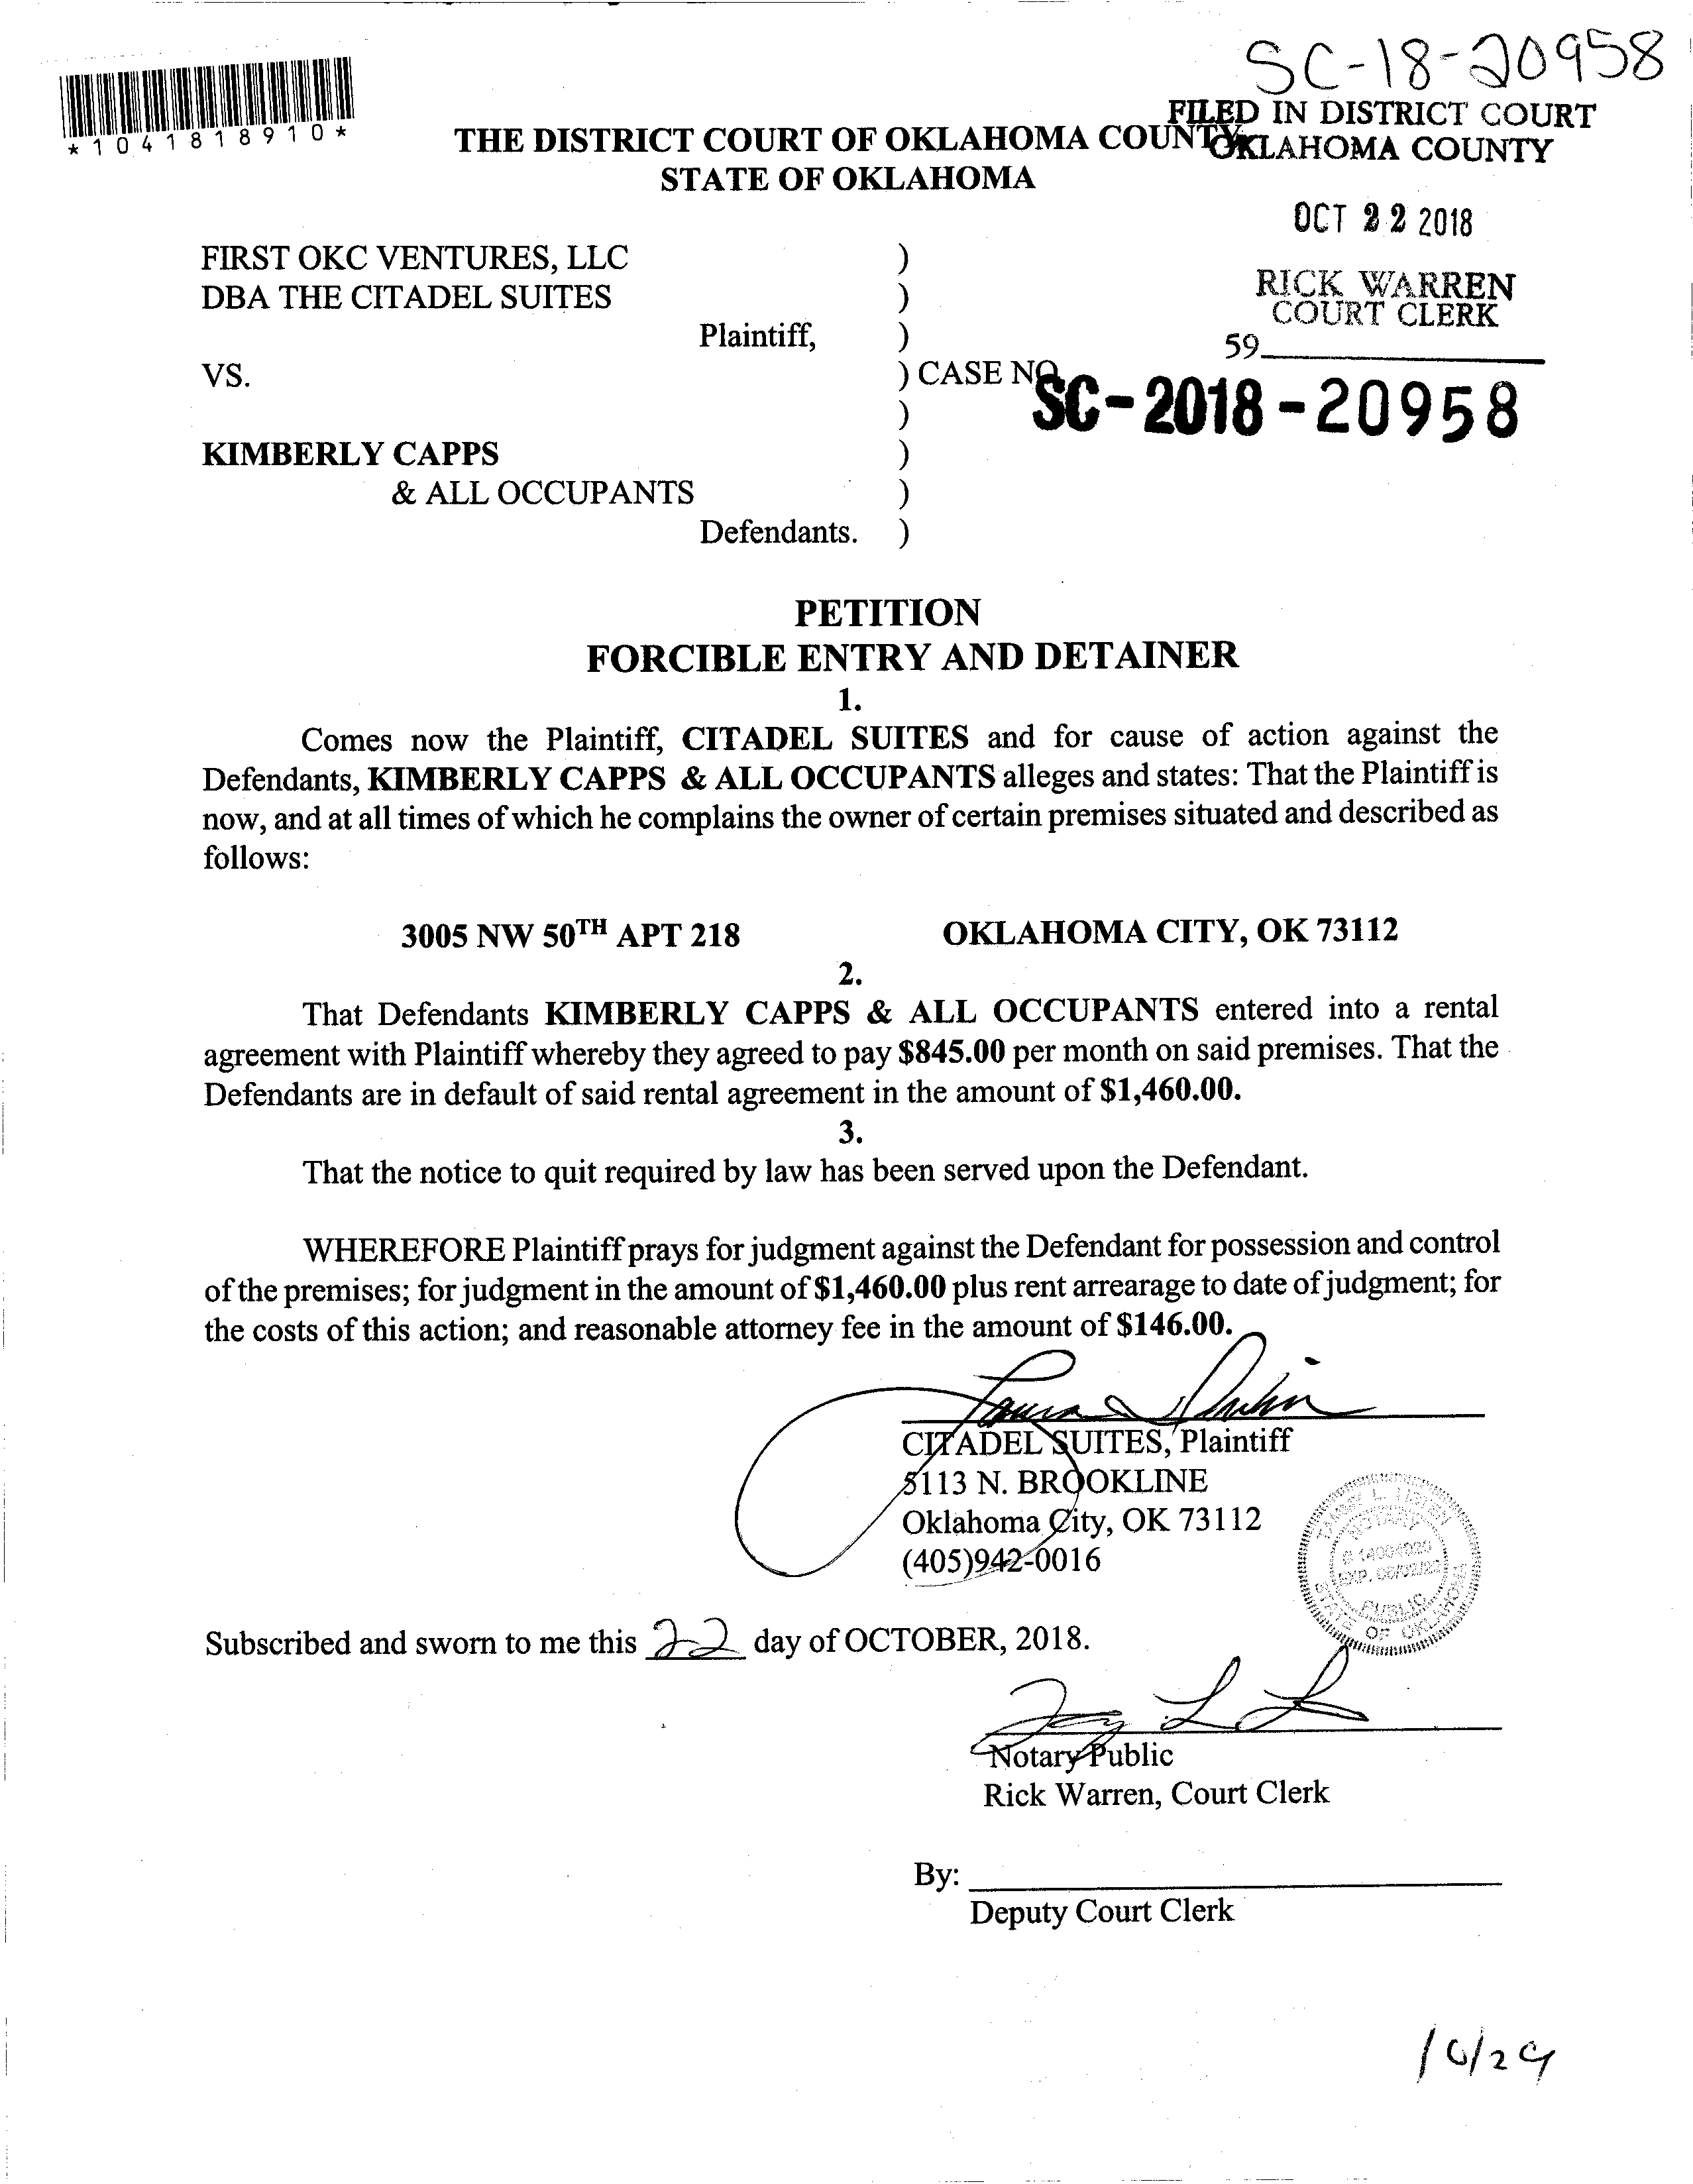 SC-18-20958
*1041818910*
FILED IN DISTRICT COURT
OKLAHOMA COUNTY
THE DISTRICT COURT OF OKLAHOMA COUNTY
STATE OF OKLAHOMA
OCT 22 2018
RICK WARREN
COURT CLERK
59
FIRST OKC VENTURES, LLC )
DBA THE CITADEL SUITES )
Plaintiff, )
VS. ) CASE NO.
SC-2018-20958
)
KIMBERLY CAPPS )
& ALL OCCUPANTS )
Defendants. )
PETITION
FORCIBLE ENTRY AND DETAINER
1.
Comes now the Plaintiff, CITADEL SUITES and for cause of action against the
Defendants, KIMBERLY CAPPS & ALL OCCUPANTS alleges and states: That the Plaintiff is
now, and at all times of which he complains the owner of certain premises situated and described as
follows:
3005 NW 50TH APT 218 OKLAHOMA CITY, OK 73112
2.
That Defendants KIMBERLY CAPPS & ALL OCCUPANTS entered into a rental
agreement with Plaintiff whereby they agreed to pay $845.00 per month on said premises. That the
Defendants are in default of said rental agreement in the amount of $1,460.00.
3.
That the notice to quit required by law has been served upon the Defendant.
WHEREFORE Plaintiff prays for judgment against the Defendant for possession and control
of the premises; for judgment in the amount of $1,460.00 plus rent arrearage to date of judgment; for
the costs of this action; and reasonable attorney fee in the amount of $146.00.
CITADEL SUITES, Plaintiff
5113 N. BROOKLINE
Oklahoma City, OK 73112
(405)942-0016
NOTARY
PUBLIC
STATE OF OKLAHOMA
Subscribed and sworn to me this 22 day of OCTOBER, 2018.
Notary Public
Rick Warren, Court Clerk
By:
Deputy Court Clerk
10/29